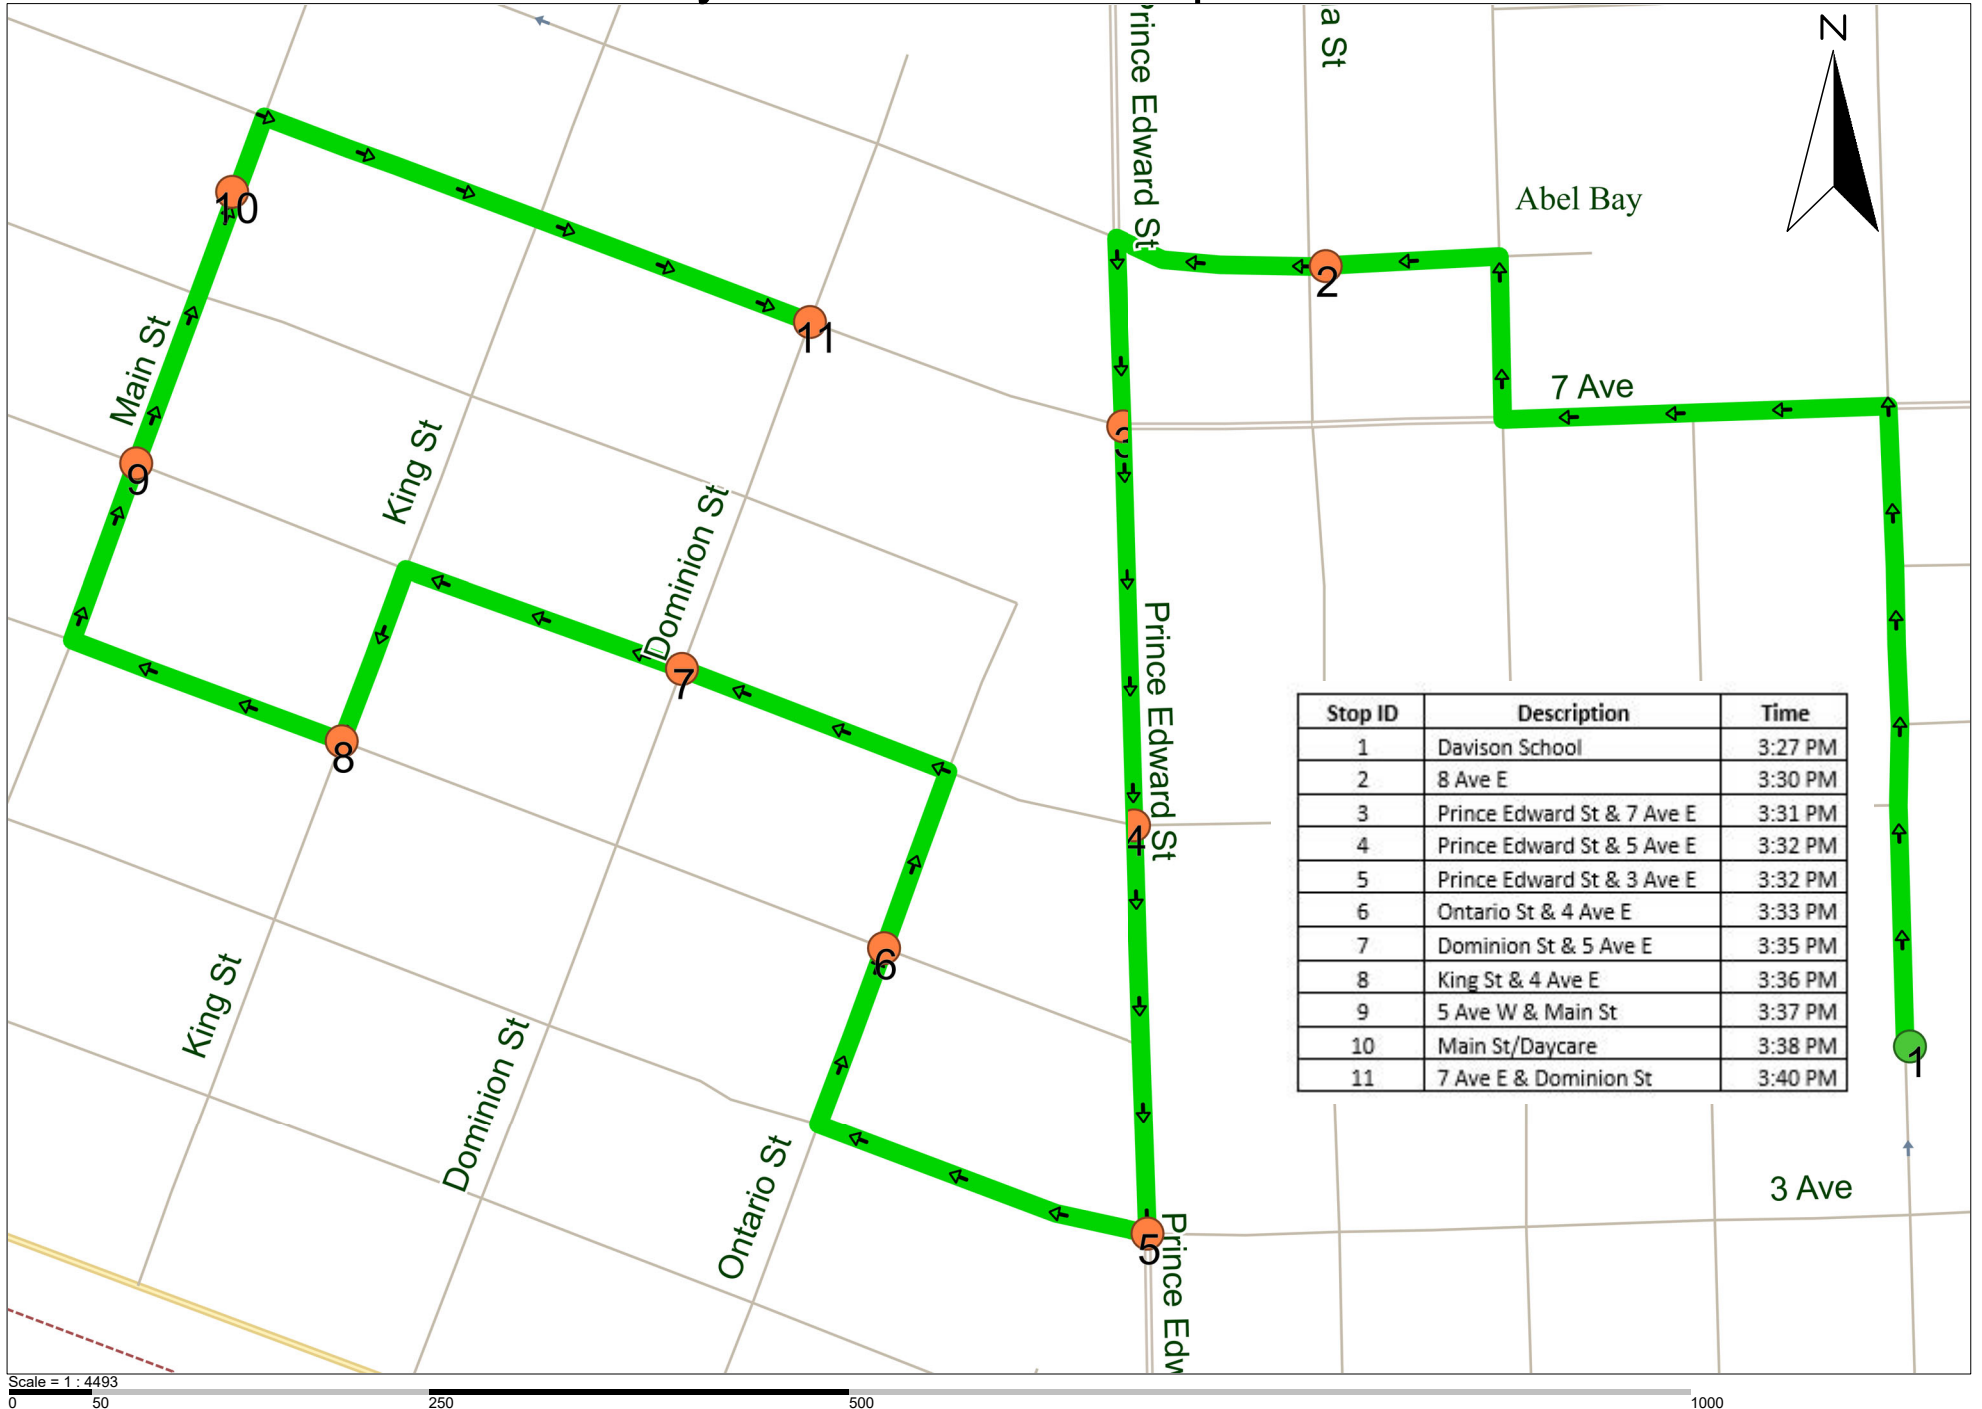 Prince Edward St
a St
N
Abel Bay
10
2
11
Main St
7 Ave
King St
9
Dominion St
Prince Edward St
7
8
4
6
King St
Dominion St
Ontario St
5
Prince Edw
1
3 Ave
Stop ID Description Time
1 Davison School 3:27 PM
2 8 Ave E 3:30 PM
3 Prince Edward St & 7 Ave E 3:31 PM
4 Prince Edward St & 5 Ave E 3:32 PM
5 Prince Edward St & 3 Ave E 3:32 PM
6 Ontario St & 4 Ave E 3:33 PM
7 Dominion St & 5 Ave E 3:35 PM
8 King St & 4 Ave E 3:36 PM
9 5 Ave W & Main St 3:37 PM
10 Main St/Daycare 3:38 PM
11 7 Ave E & Dominion St 3:40 PM
Scale = 1 : 4493
0 50 250 500 1000